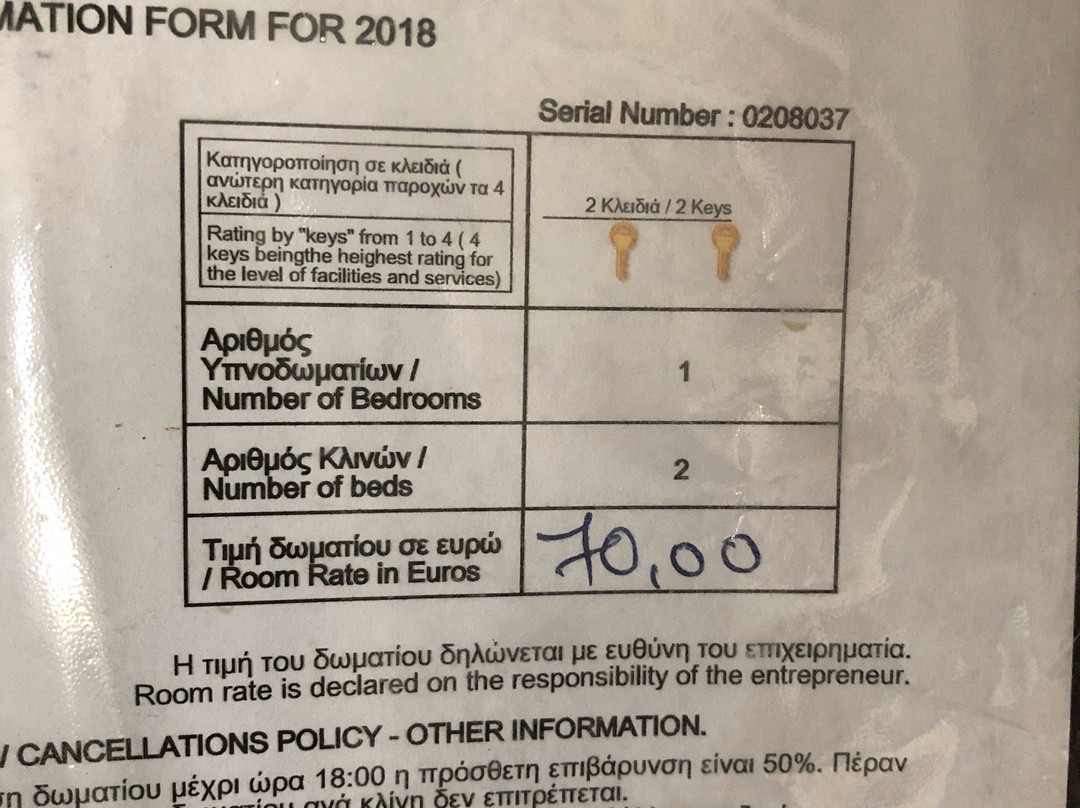 MATION FORM FOR 2018
Serial Number : 0208037
Κατηγοροποίηση σε κλειδιά (
ανώτερη κατηγορία παροχών τα 4
κλειδιά )
2 Κλειδιά / 2 Keys
Rating by "keys" from 1 to 4 ( 4
keys beingthe heighest rating for
the level of facilities and services)
Αριθμός
Υπνοδωματίων /
Number of Bedrooms
1
Αριθμός Κλινών /
Number of beds
2
Τιμή δωματίου σε ευρώ
/ Room Rate in Euros
70,00
Η τιμή του δωματίου δηλώνεται με ευθύνη του επιχειρηματία.
Room rate is declared on the responsibility of the entrepreneur.
/ CANCELLATIONS POLICY - OTHER INFORMATION.
ση δωματίου μέχρι ώρα 18:00 η πρόσθετη επιβάρυνση είναι 50%. Πέραν
ανά κλίνη δεν επιτρέπεται.